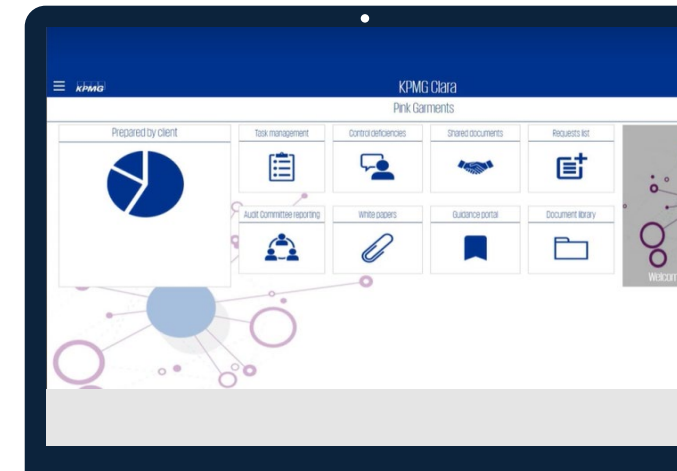 KPMG
KPMG Clara
Pink Garments
Prepared by client
Task management
Control deficiencies
Shared documents
Requests list
Audit Committee reporting
White papers
Guidance portal
Document library